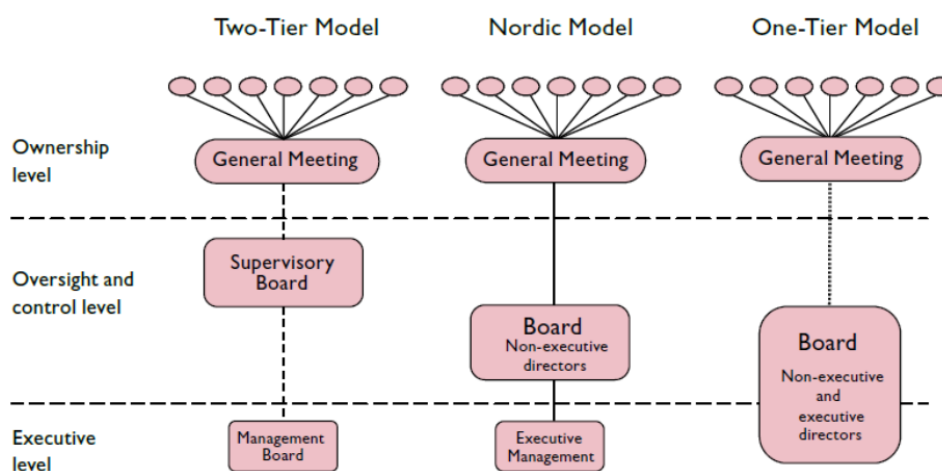 Two-Tier Model
Nordic Model
One-Tier Model
Ownership
level
General Meeting
General Meeting
General Meeting
Oversight and
control level
Supervisory
Board
Board
Non-executive
directors
Board
Non-executive
and
executive
directors
Executive
level
Management
Board
Executive
Management